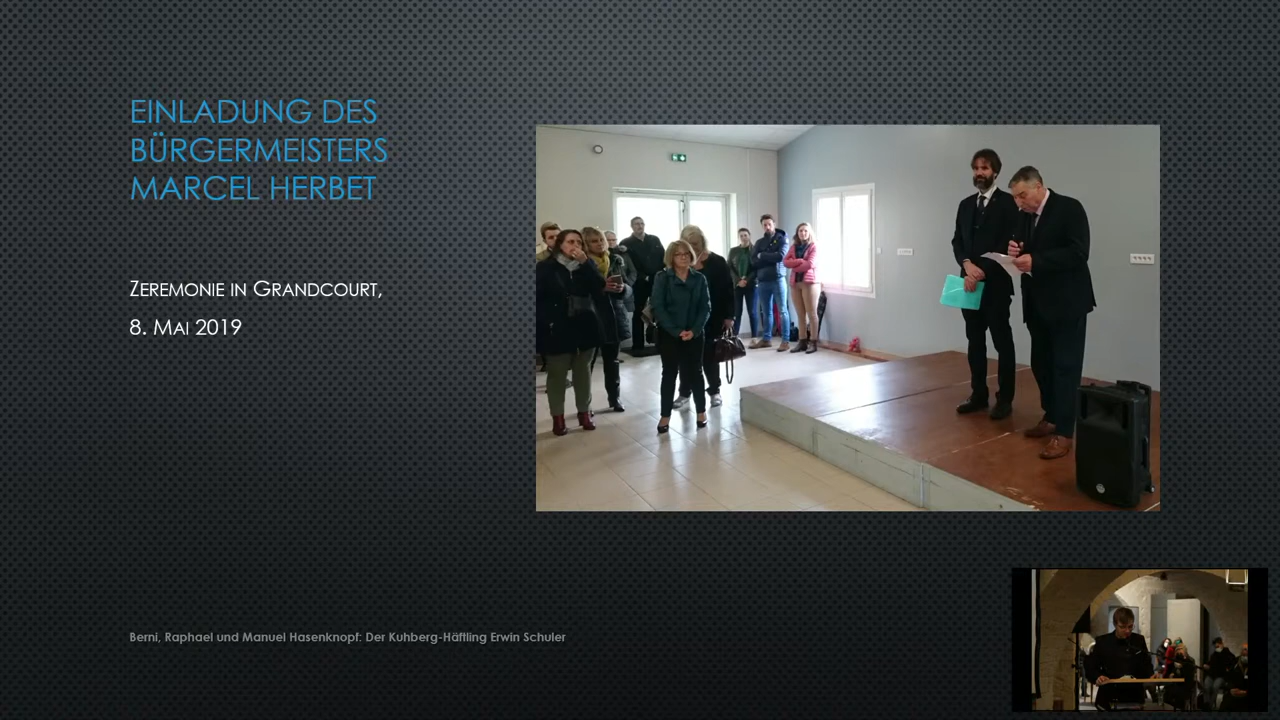 EINLADUNG DES
BÜRGERMEISTERS
MARCEL HERBET
ZEREMONIE IN GRANDCOURT,
8. MAI 2019
Berni, Raphael und Manuel Hasenknopf: Der Kuhberg-Häftling Erwin Schuler